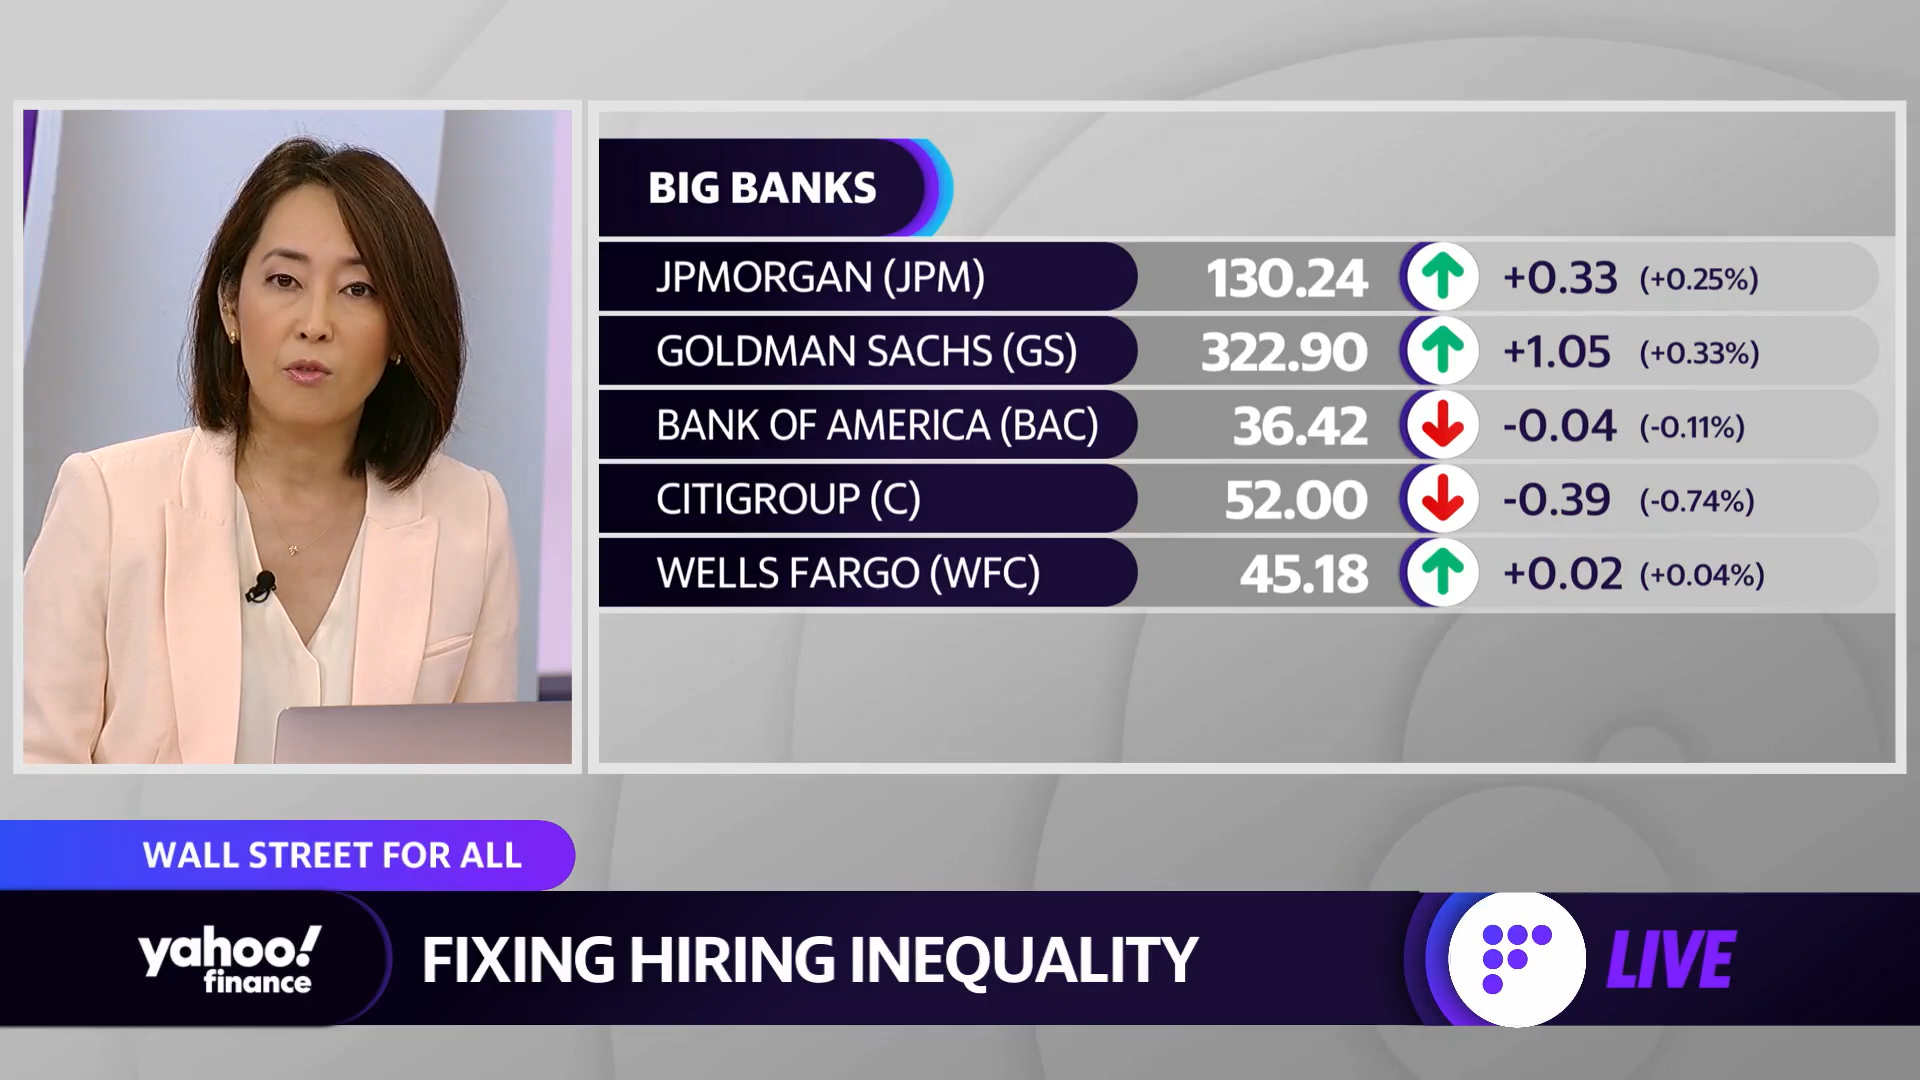 BIG BANKS
JPMORGAN (JPM) 130.24 +0.33 (+0.25%)
GOLDMAN SACHS (GS) 322.90 +1.05 (+0.33%)
BANK OF AMERICA (BAC) 36.42 -0.04 (-0.11%)
CITIGROUP (C) 52.00 -0.39 (-0.74%)
WELLS FARGO (WFC) 45.18 +0.02 (+0.04%)
WALL STREET FOR ALL
yahoo!
finance
FIXING HIRING INEQUALITY
LIVE